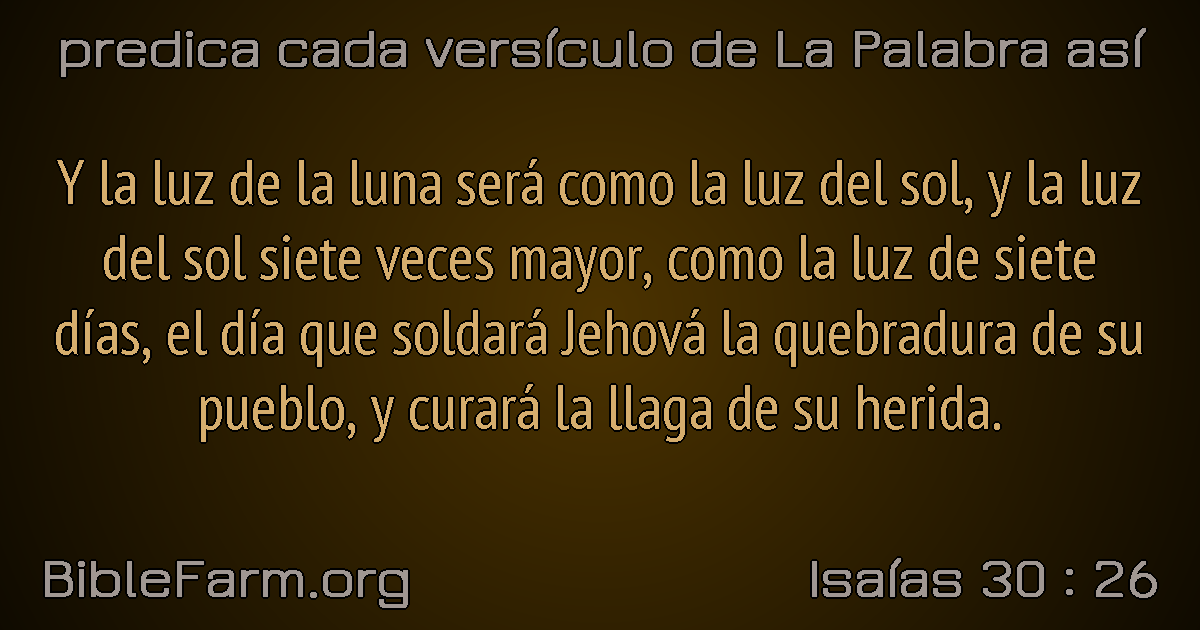 predica cada versículo de La Palabra así
Y la luz de la luna será como la luz del sol, y la luz
del sol siete veces mayor, como la luz de siete
días, el día que soldará Jehová la quebradura de su
pueblo, y curará la llaga de su herida.
BibleFarm.org
Isaías 30 : 26